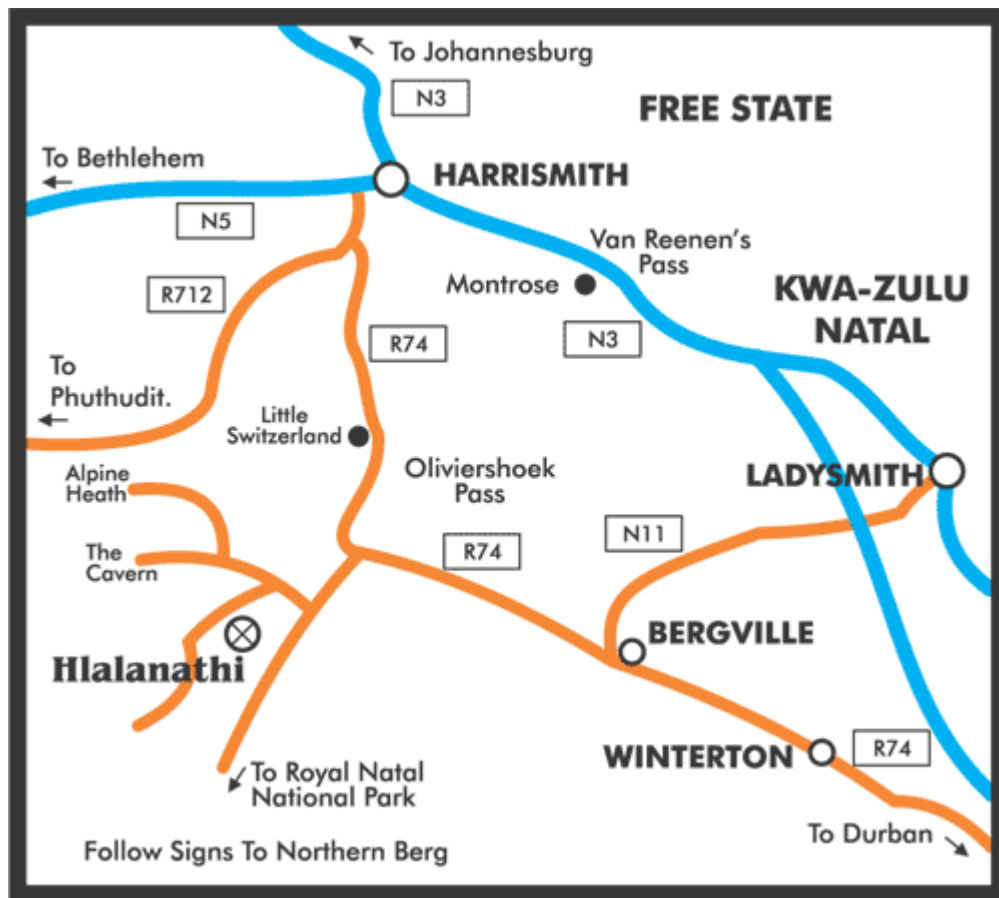 To Johannesburg
N3
FREE STATE
To Bethlehem
HARRISMITH
N5
Van Reenen's
Pass
Montrose
KWA-ZULU
NATAL
R712
N3
R74
To
Phuthudit.
Little
Switzerland
Oliviershoek
Pass
LADYSMITH
Alpine
Heath
N11
R74
The
Cavern
BERGVILLE
Hlalanathi
WINTERTON
R74
To Royal Natal
National Park
To Durban
Follow Signs To Northern Berg